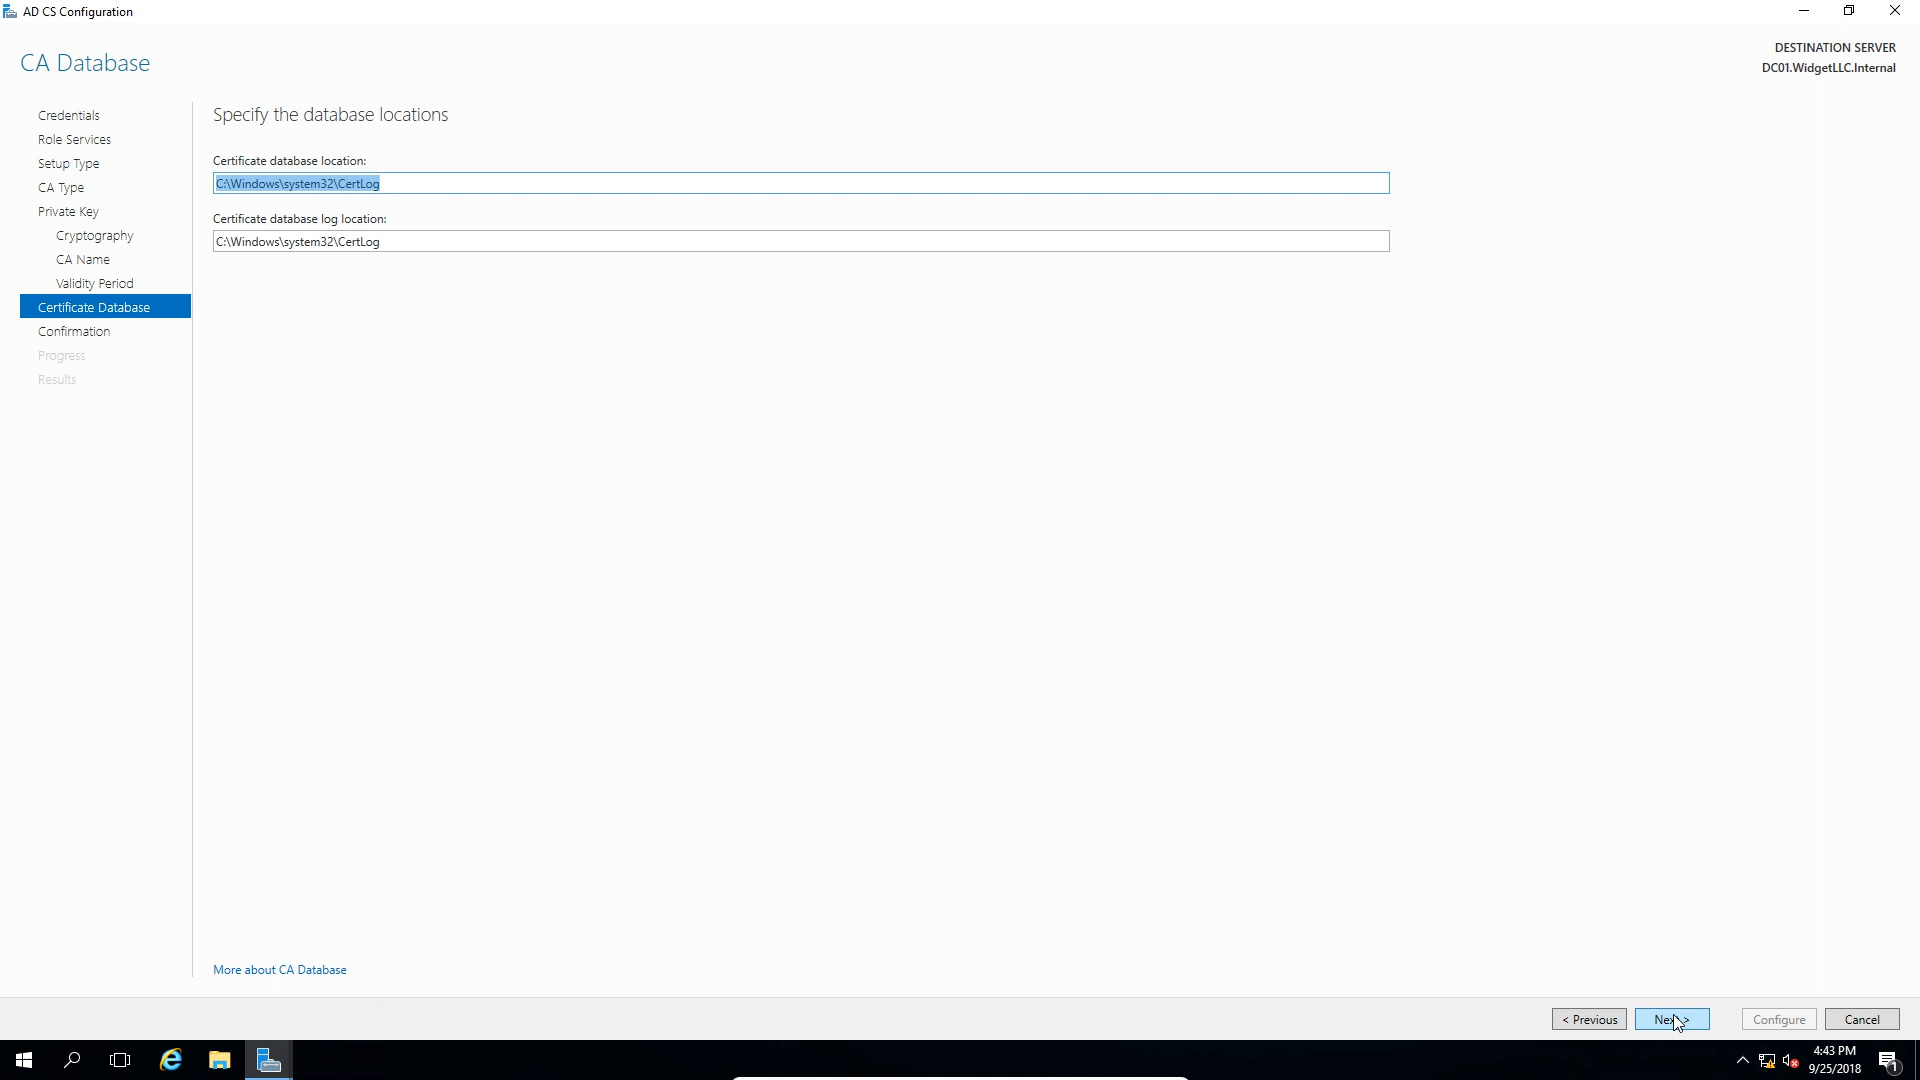 AD CS Configuration
CA Database
DESTINATION SERVER
DC01.WidgetLLC.Internal
Credentials
Role Services
Setup Type
CA Type
Private Key
Cryptography
CA Name
Validity Period
Certificate Database
Confirmation
Progress
Results
Specify the database locations
Certificate database location:
C:\Windows\system32\CertLog
Certificate database log location:
C:\Windows\system32\CertLog
More about CA Database
< Previous
Next >
Configure
Cancel
4:43 PM
9/25/2018
1